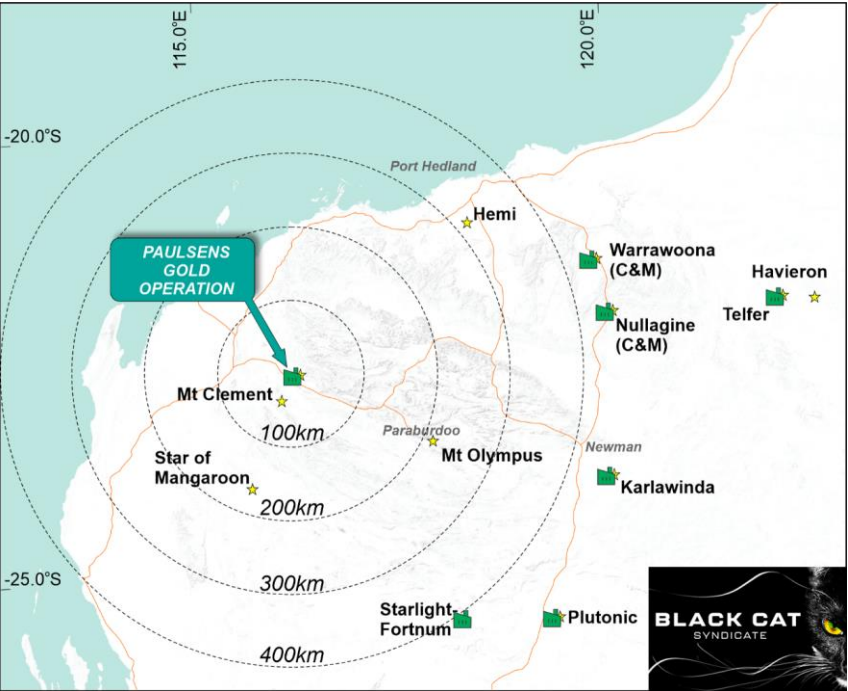 115.0°E
120.0°E
-20.0°S
Port Hedland
Hemi
PAULSENS
GOLD
OPERATION
Warrawoona
(C&M)
Havieron
Telfer
Nullagine
(C&M)
Mt Clement
100km
Paraburdoo
Mt Olympus
Newman
Star of
Mangaroon
Karlawinda
200km
-25.0°S
300km
Starlight-
Fortnum
Plutonic
400km
BLACK CAT
SYNDICATE